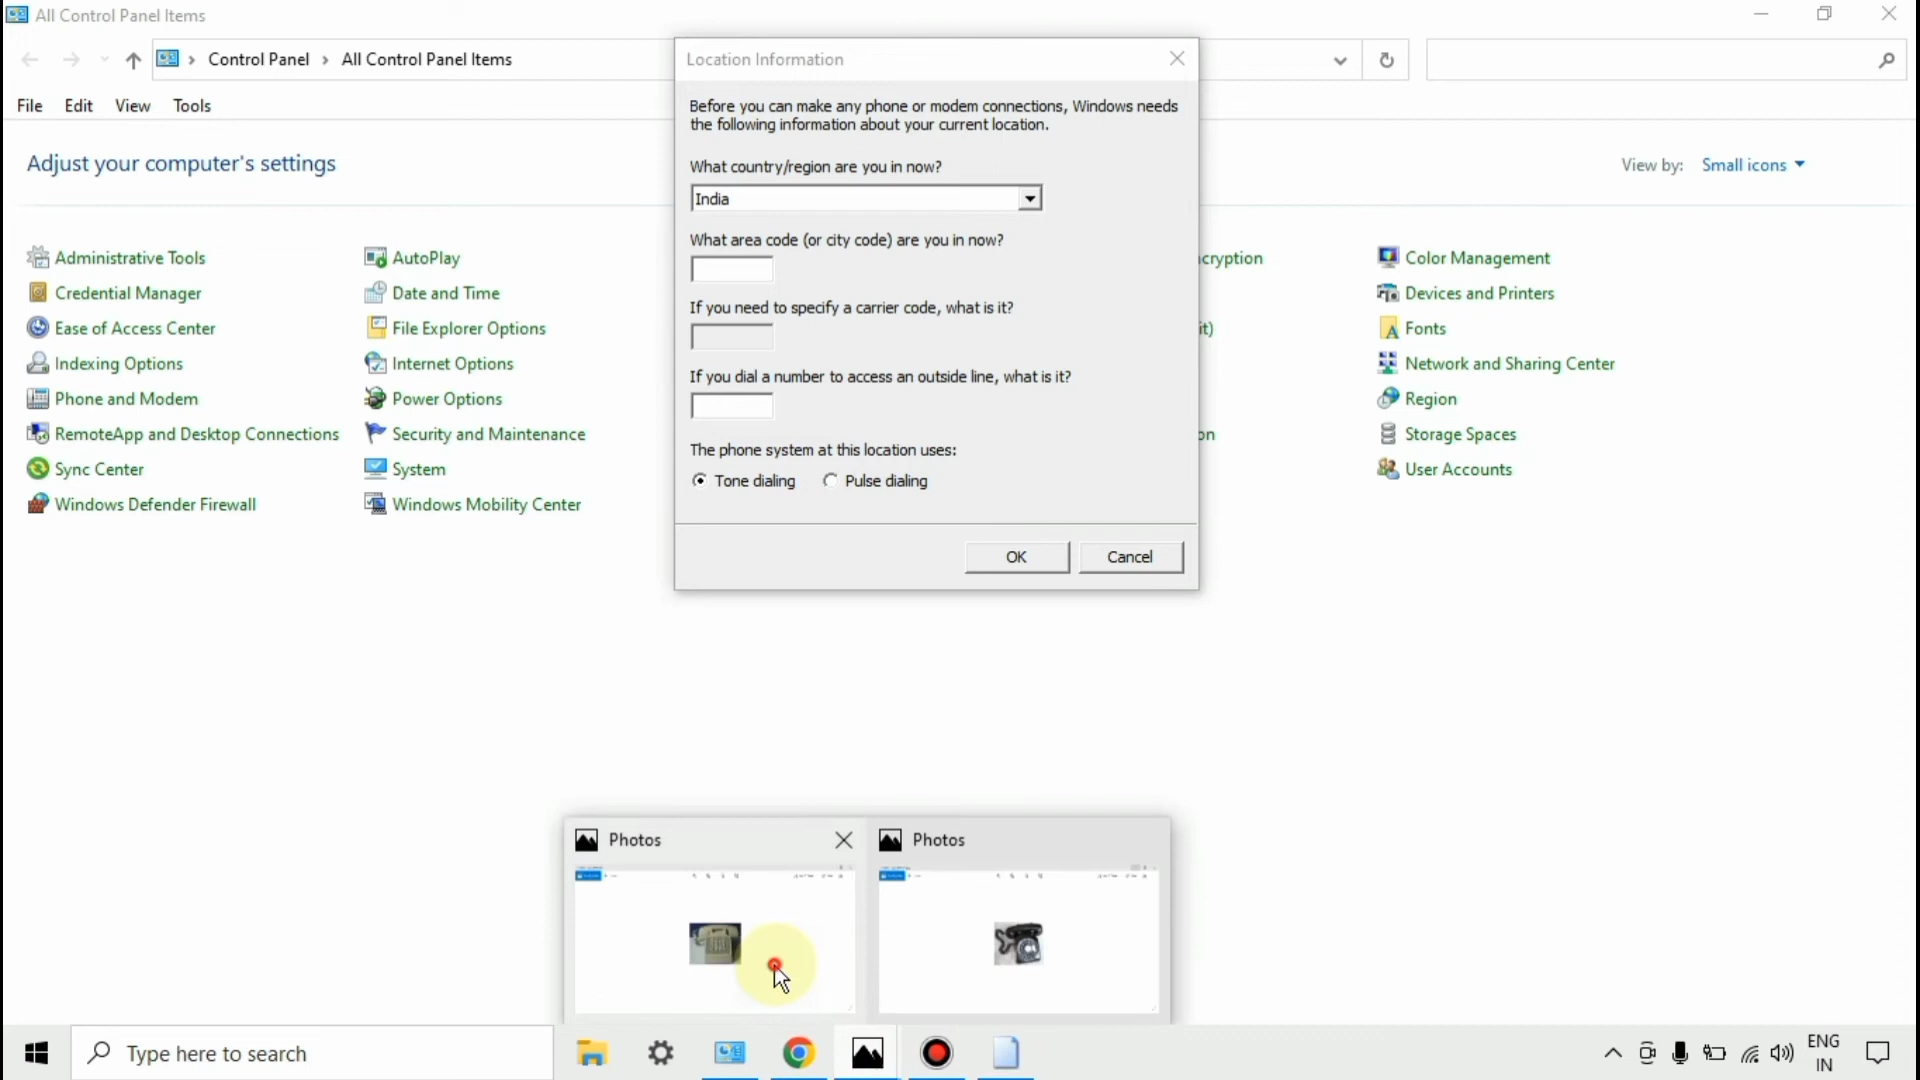 All Control Panel Items
Control Panel
All Control Panel Items
File
Edit
View
Tools
Adjust your computer's settings
View by:
Small icons
Administrative Tools
AutoPlay
cryption
Color Management
Credential Manager
Date and Time
Devices and Printers
Ease of Access Center
File Explorer Options
it)
Fonts
Indexing Options
Internet Options
Network and Sharing Center
Phone and Modem
Power Options
Region
RemoteApp and Desktop Connections
Security and Maintenance
on
Storage Spaces
Sync Center
System
User Accounts
Windows Defender Firewall
Windows Mobility Center
Location Information
Before you can make any phone or modem connections, Windows needs
the following information about your current location.
What country/region are you in now?
India
What area code (or city code) are you in now?
If you need to specify a carrier code, what is it?
If you dial a number to access an outside line, what is it?
The phone system at this location uses:
Tone dialing
Pulse dialing
OK
Cancel
Photos
Photos
Type here to search
ENG
IN